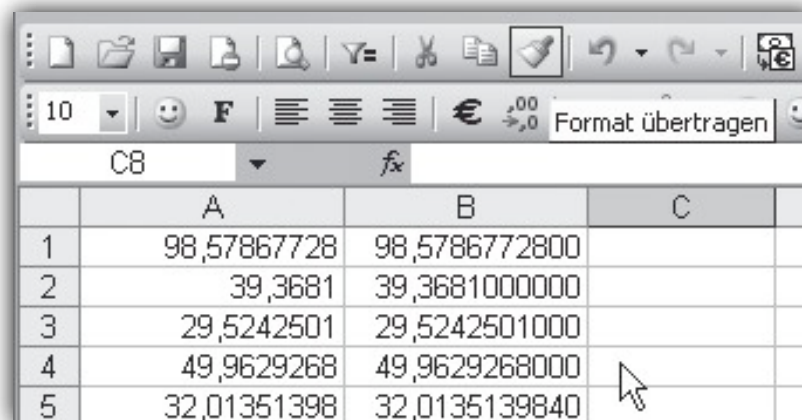 10 F € ,00 →,0 Format übertragen
C8 fx
A B C
1 98,57867728 98,5786772800
2 39,3681 39,3681000000
3 29,5242501 29,5242501000
4 49,9629268 49,9629268000
5 32,01351398 32,0135139840